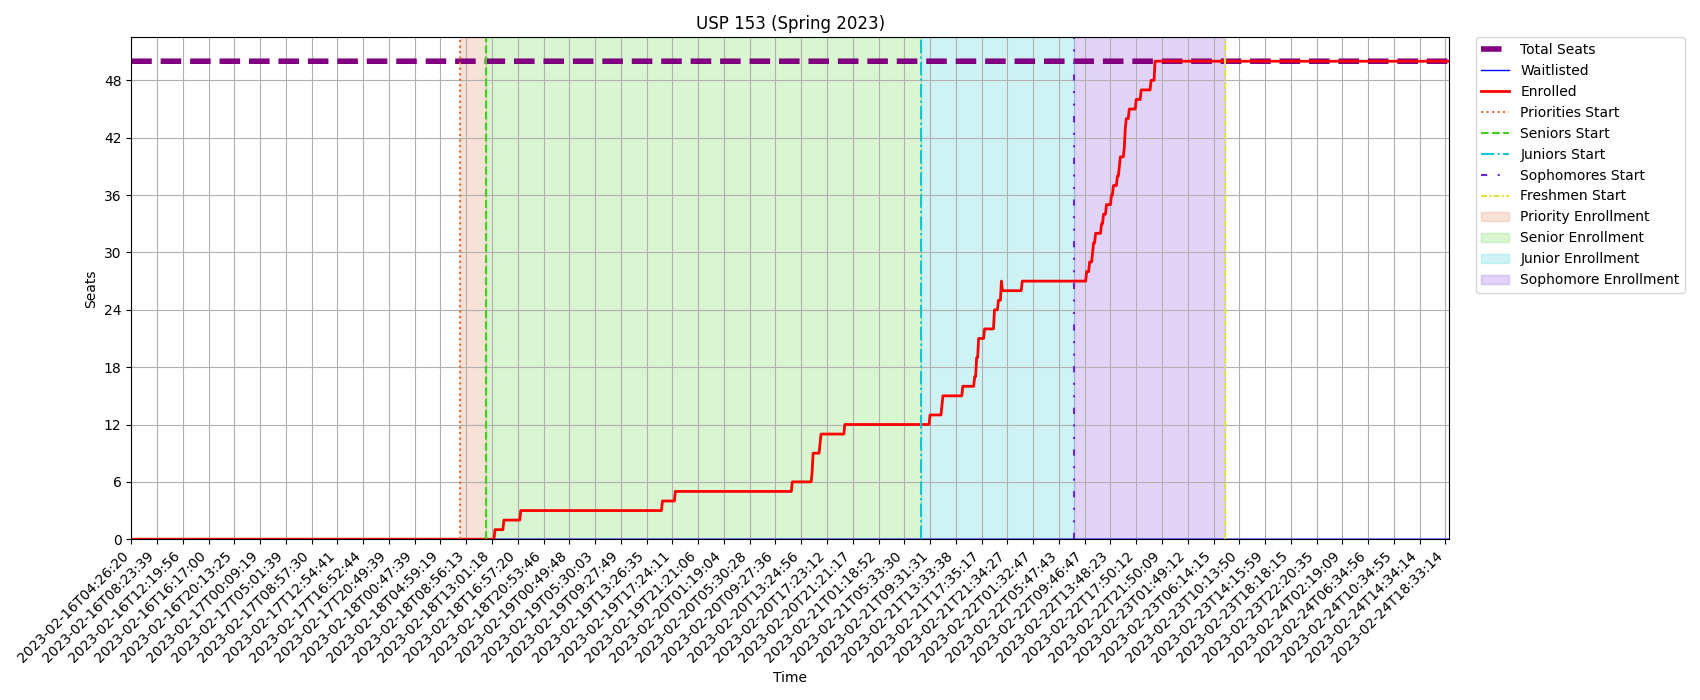 USP 153 (Spring 2023)
Total Seats
Waitlisted
Enrolled
Priorities Start
Seniors Start
Juniors Start
Sophomores Start
Freshmen Start
Priority Enrollment
Senior Enrollment
Junior Enrollment
Sophomore Enrollment
Seats
48
42
36
30
24
18
12
6
0
2023-02-16T04:26:20
2023-02-16T08:23:39
2023-02-16T12:19:56
2023-02-16T16:17:00
2023-02-16T20:13:25
2023-02-17T00:09:19
2023-02-17T05:01:39
2023-02-17T08:57:30
2023-02-17T12:54:41
2023-02-17T16:52:44
2023-02-17T20:49:39
2023-02-18T00:47:39
2023-02-18T04:59:19
2023-02-18T08:56:13
2023-02-18T13:01:18
2023-02-18T16:57:20
2023-02-18T20:53:46
2023-02-19T00:49:48
2023-02-19T05:30:03
2023-02-19T09:27:49
2023-02-19T13:26:35
2023-02-19T17:24:11
2023-02-19T21:21:06
2023-02-20T01:19:04
2023-02-20T05:30:28
2023-02-20T09:27:36
2023-02-20T13:24:56
2023-02-20T17:23:12
2023-02-20T21:21:17
2023-02-21T01:18:52
2023-02-21T05:33:30
2023-02-21T09:31:31
2023-02-21T13:33:38
2023-02-21T17:35:17
2023-02-21T21:34:27
2023-02-22T01:32:47
2023-02-22T05:47:43
2023-02-22T09:46:47
2023-02-22T13:48:23
2023-02-22T17:50:12
2023-02-22T21:50:09
2023-02-23T01:49:12
2023-02-23T06:14:15
2023-02-23T10:13:50
2023-02-23T14:15:59
2023-02-23T18:18:15
2023-02-23T22:20:35
2023-02-24T02:19:09
2023-02-24T06:34:56
2023-02-24T10:34:55
2023-02-24T14:34:14
2023-02-24T18:33:14
Time